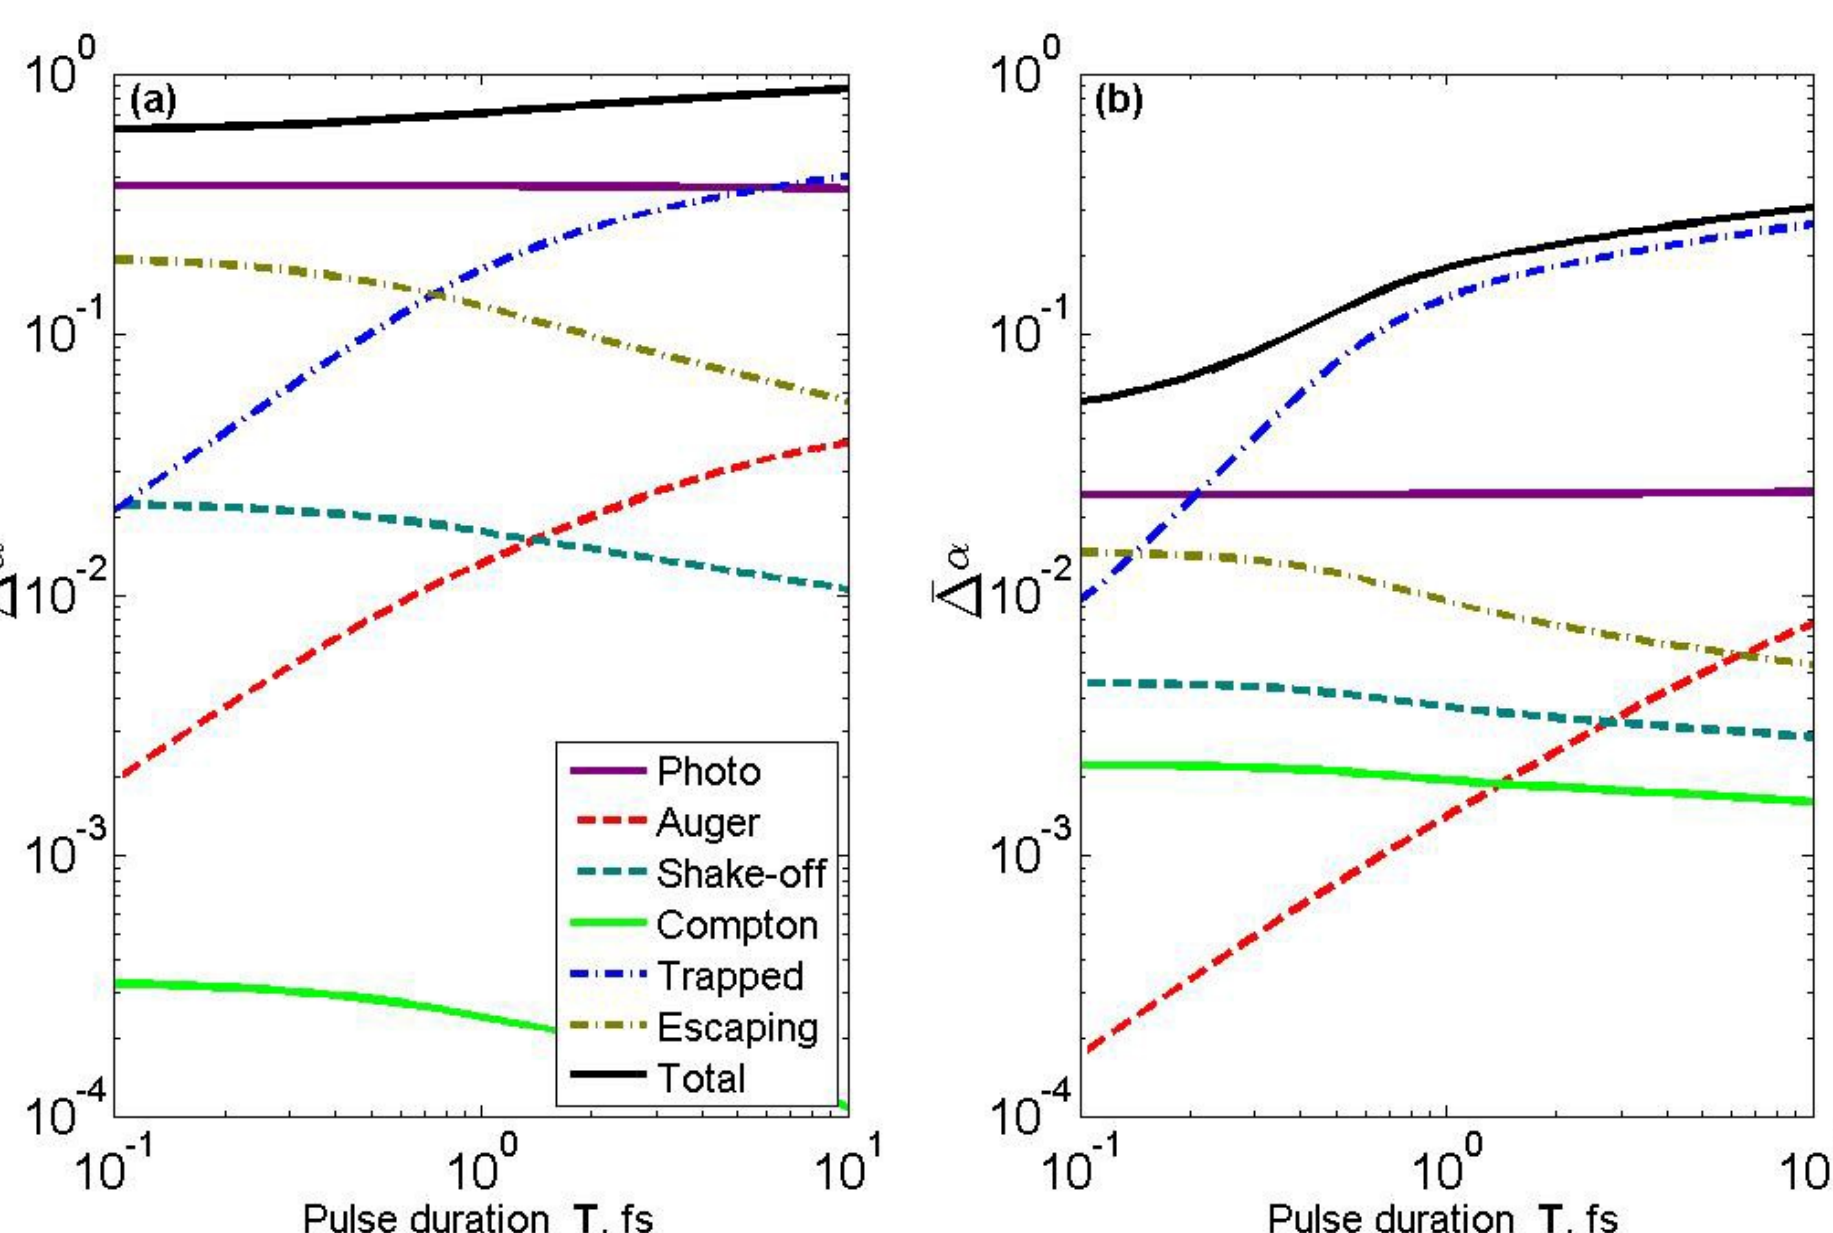 (a)
10^0
10^-1
10^-2
10^-3
10^-4
Photo
Auger
Shake-off
Compton
Trapped
Escaping
Total
10^-1 10^0 10^1
Pulse duration T, fs
(b)
10^0
10^-1
Δ̄α
10^-2
10^-3
10^-4
10^-1 10^0 10
Pulse duration T, fs